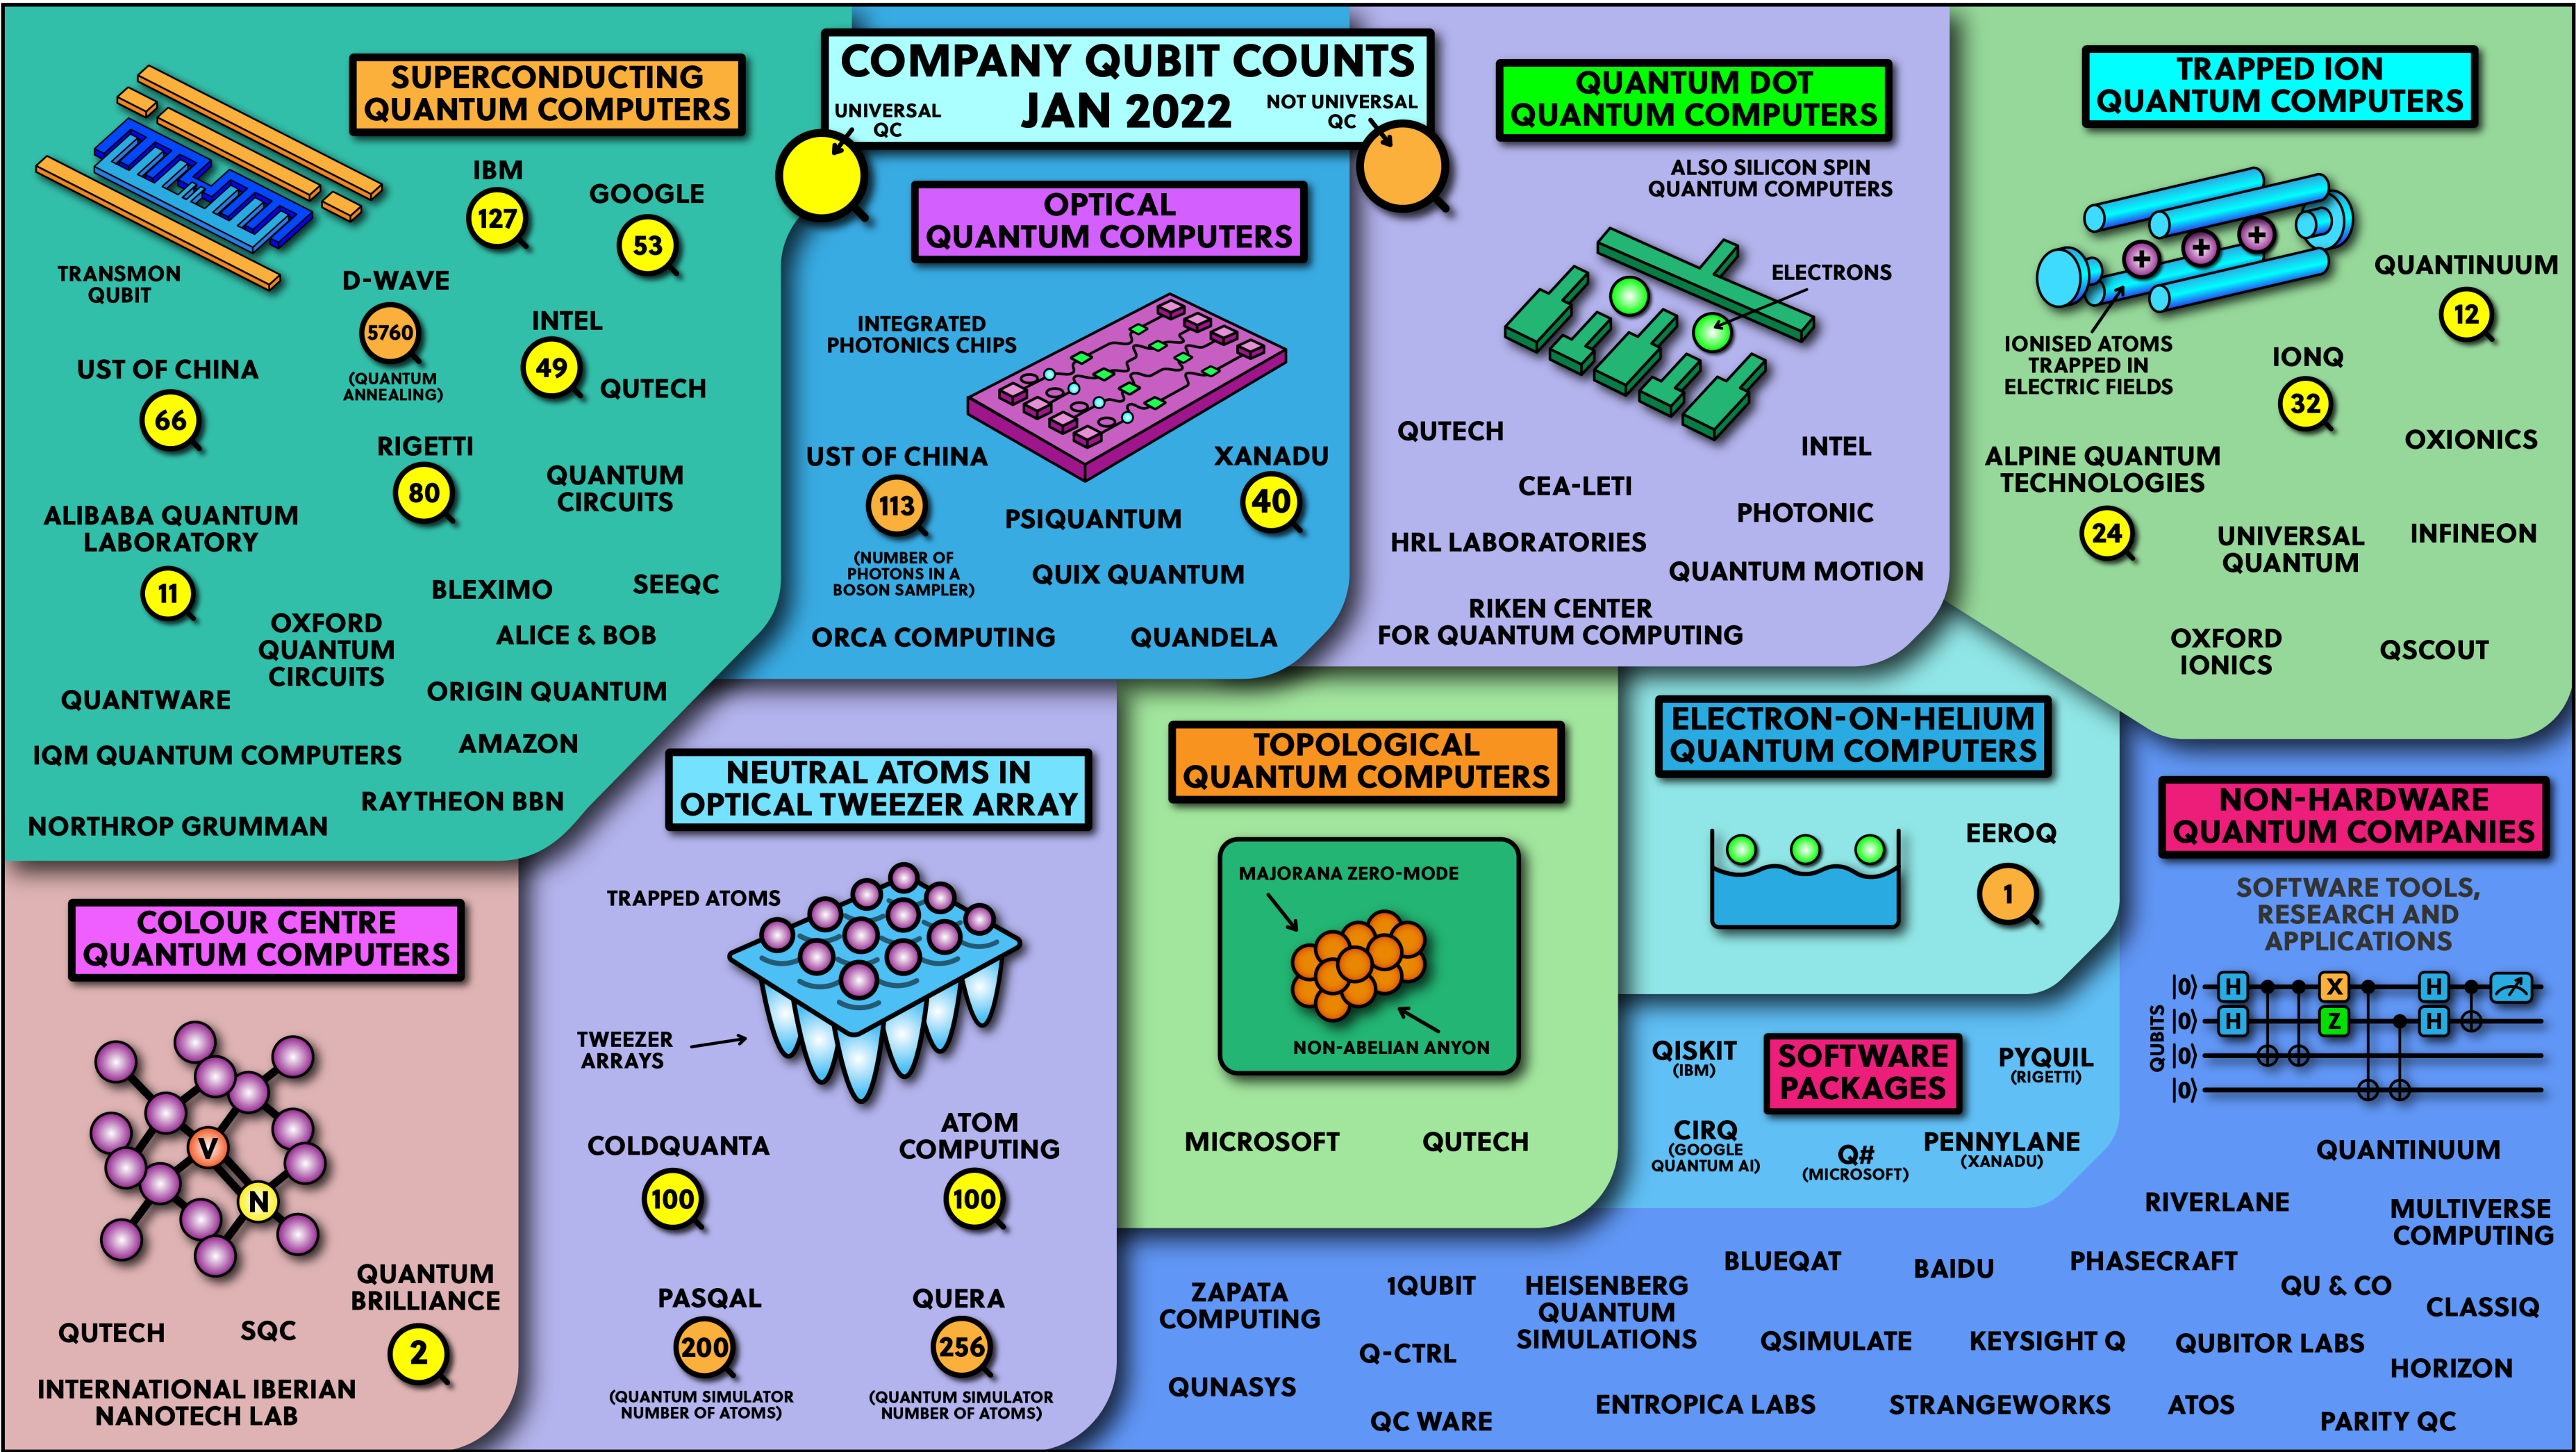 COMPANY QUBIT COUNTS
JAN 2022
UNIVERSAL
QC
NOT UNIVERSAL
QC
SUPERCONDUCTING
QUANTUM COMPUTERS
TRANSMON
QUBIT
IBM
127
GOOGLE
53
D-WAVE
5760
(QUANTUM
ANNEALING)
INTEL
49
QUTECH
UST OF CHINA
66
RIGETTI
80
QUANTUM
CIRCUITS
ALIBABA QUANTUM
LABORATORY
11
BLEXIMO
SEEQC
OXFORD
QUANTUM
CIRCUITS
ALICE & BOB
QUANTWARE
ORIGIN QUANTUM
IQM QUANTUM COMPUTERS
AMAZON
RAYTHEON BBN
NORTHROP GRUMMAN
OPTICAL
QUANTUM COMPUTERS
INTEGRATED
PHOTONICS CHIPS
UST OF CHINA
113
(NUMBER OF
PHOTONS IN A
BOSON SAMPLER)
XANADU
40
PSIQUANTUM
QUIX QUANTUM
ORCA COMPUTING
QUANDELA
QUANTUM DOT
QUANTUM COMPUTERS
ALSO SILICON SPIN
QUANTUM COMPUTERS
ELECTRONS
QUTECH
INTEL
CEA-LETI
PHOTONIC
HRL LABORATORIES
QUANTUM MOTION
RIKEN CENTER
FOR QUANTUM COMPUTING
TRAPPED ION
QUANTUM COMPUTERS
+
+
+
IONISED ATOMS
TRAPPED IN
ELECTRIC FIELDS
QUANTINUUM
12
IONQ
32
OXIONICS
ALPINE QUANTUM
TECHNOLOGIES
24
UNIVERSAL
QUANTUM
INFINEON
OXFORD
IONICS
QSCOUT
COLOUR CENTRE
QUANTUM COMPUTERS
V
N
QUANTUM
BRILLIANCE
2
QUTECH
SQC
INTERNATIONAL IBERIAN
NANOTECH LAB
NEUTRAL ATOMS IN
OPTICAL TWEEZER ARRAY
TRAPPED ATOMS
TWEEZER
ARRAYS
COLDQUANTA
100
ATOM
COMPUTING
100
PASQAL
200
(QUANTUM SIMULATOR
NUMBER OF ATOMS)
QUERA
256
(QUANTUM SIMULATOR
NUMBER OF ATOMS)
TOPOLOGICAL
QUANTUM COMPUTERS
MAJORANA ZERO-MODE
NON-ABELIAN ANYON
MICROSOFT
QUTECH
ELECTRON-ON-HELIUM
QUANTUM COMPUTERS
EEROQ
1
SOFTWARE
PACKAGES
QISKIT
(IBM)
PYQUIL
(RIGETTI)
CIRQ
(GOOGLE
QUANTUM AI)
Q#
(MICROSOFT)
PENNYLANE
(XANADU)
NON-HARDWARE
QUANTUM COMPANIES
SOFTWARE TOOLS,
RESEARCH AND
APPLICATIONS
QUBITS
|0⟩ H X H
|0⟩ H Z H
|0⟩
|0⟩
QUANTINUUM
RIVERLANE
MULTIVERSE
COMPUTING
BLUEQAT
BAIDU
PHASECRAFT
QU & CO
CLASSIQ
ZAPATA
COMPUTING
1QUBIT
HEISENBERG
QUANTUM
SIMULATIONS
QSIMULATE
KEYSIGHT Q
QUBITOR LABS
Q-CTRL
HORIZON
QUNASYS
ENTROPICA LABS
STRANGEWORKS
ATOS
QC WARE
PARITY QC